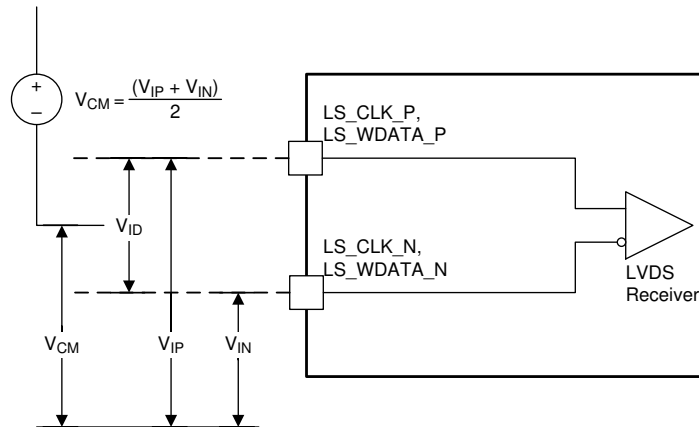 +
−
V_CM = (V_IP + V_IN) / 2
LS_CLK_P,
LS_WDATA_P
V_ID
LS_CLK_N,
LS_WDATA_N
LVDS
Receiver
V_CM
V_IP
V_IN